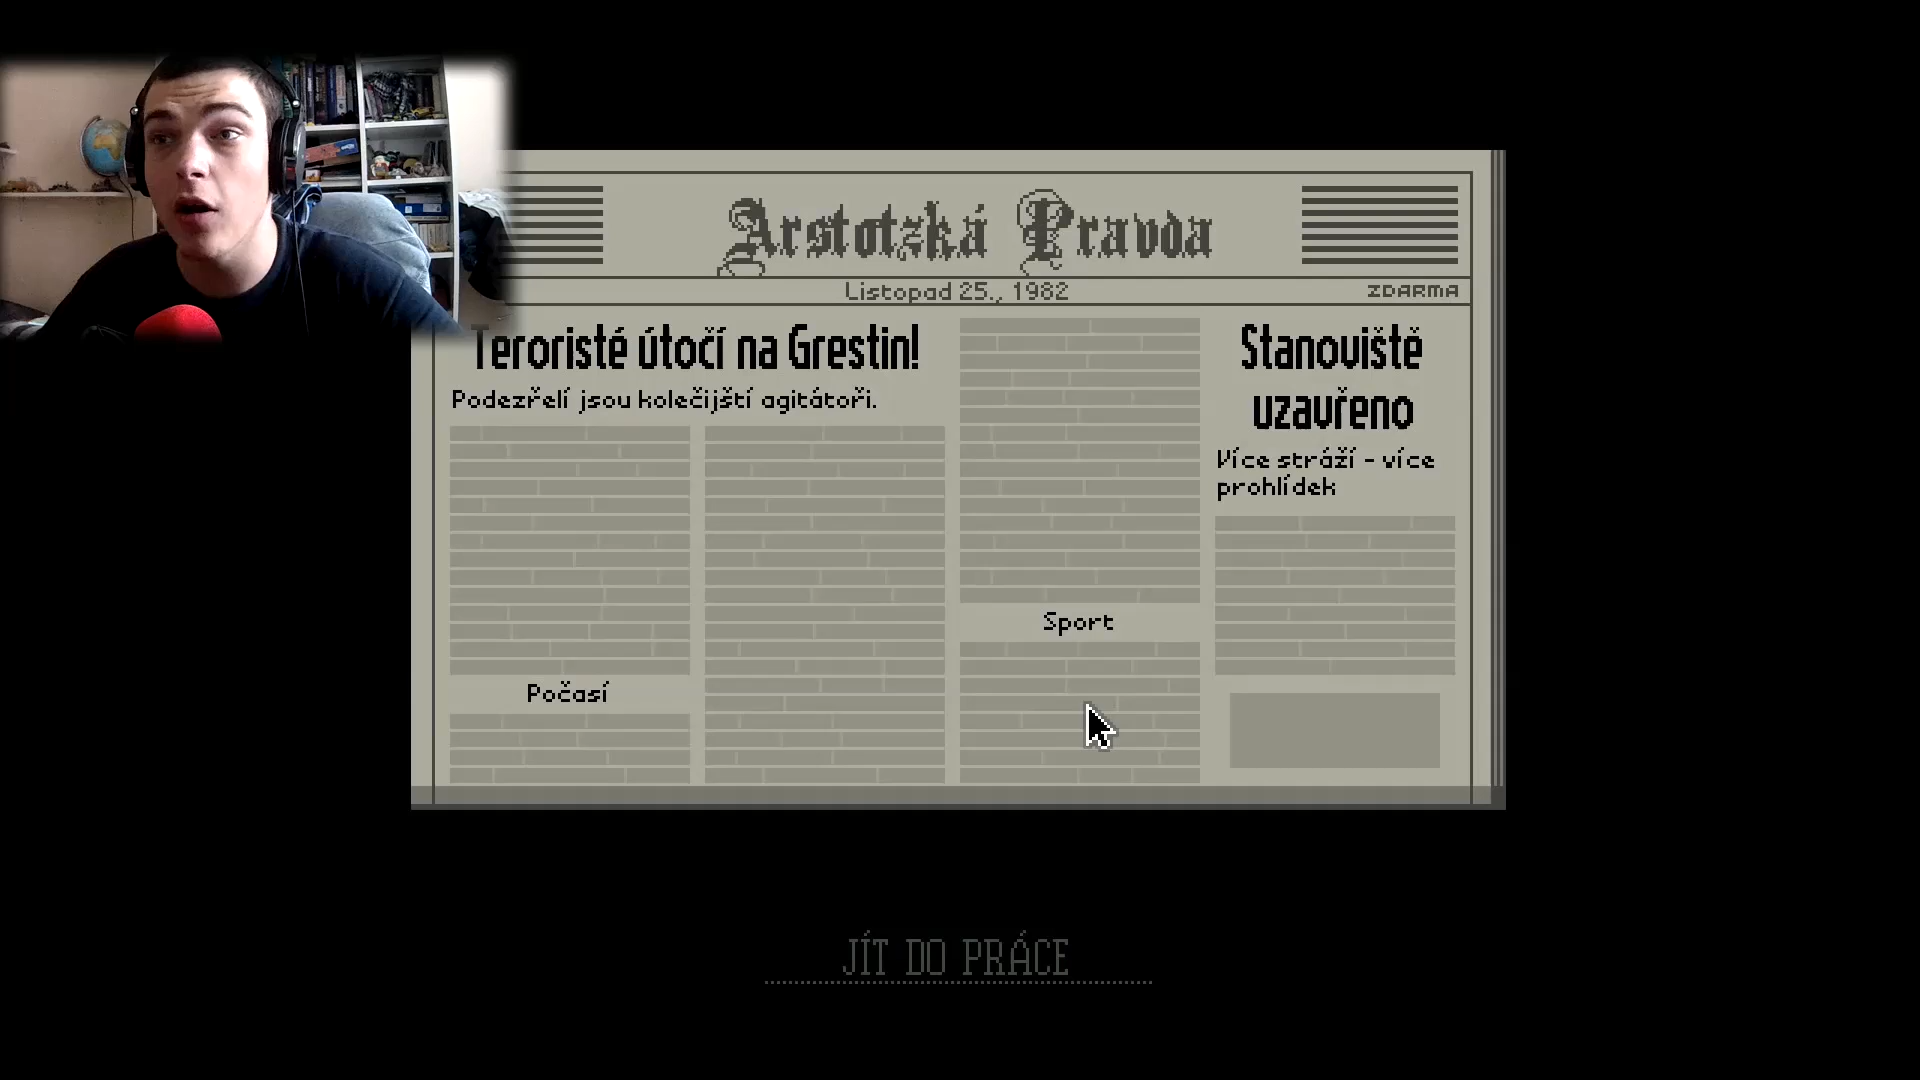 Arstotzká Pravda
Listopad 25., 1982
ZDARMA
Teroristé útočí na Grestin!
Podezřelí jsou kolečijští agitátoři.
Stanoviště
uzavřeno
Více stráží - více
prohlídek
Sport
Počasí
JÍT DO PRÁCE